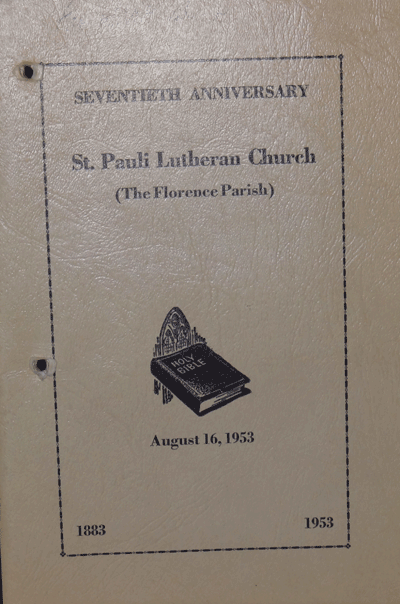 SEVENTIETH ANNIVERSARY
St. Pauli Lutheran Church
(The Florence Parish)
HOLY
BIBLE
August 16, 1953
1883 1953